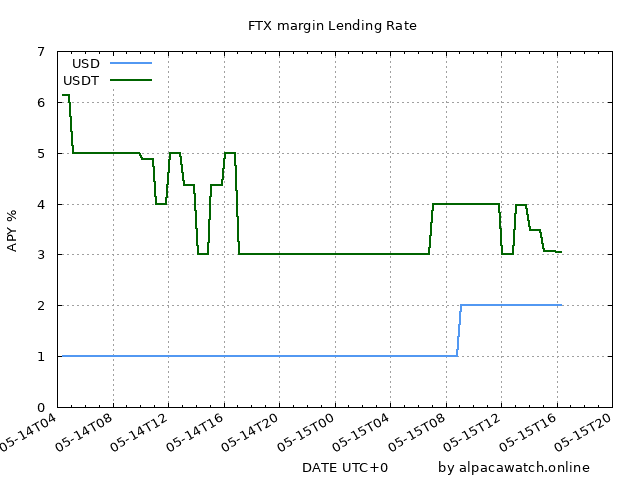 FTX margin Lending Rate
USD
USDT
7
6
5
4
3
2
1
0
APY %
05-14T04
05-14T08
05-14T12
05-14T16
05-14T20
05-15T00
05-15T04
05-15T08
05-15T12
05-15T16
05-15T20
DATE UTC+0
by alpacawatch.online